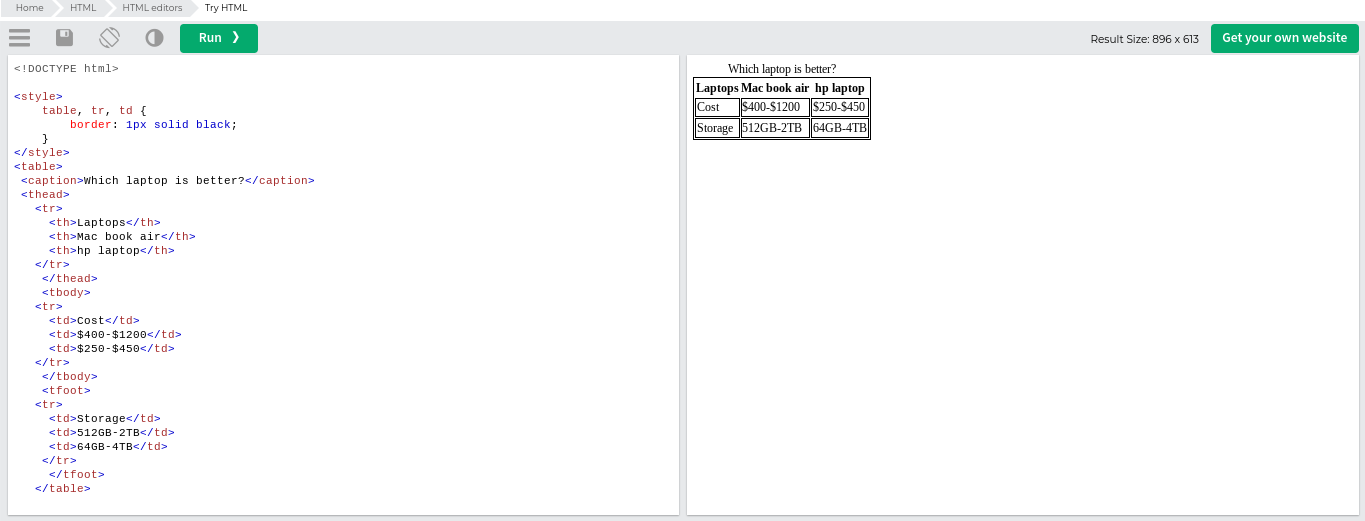 Home HTML HTML editors Try HTML
Run ❯ Result Size: 896 x 613 Get your own website
<!DOCTYPE html>
<style>
table, tr, td {
border: 1px solid black;
}
</style>
<table>
<caption>Which laptop is better?</caption>
<thead>
<tr>
<th>Laptops</th>
<th>Mac book air</th>
<th>hp laptop</th>
</tr>
</thead>
<tbody>
<tr>
<td>Cost</td>
<td>$400-$1200</td>
<td>$250-$450</td>
</tr>
</tbody>
<tfoot>
<tr>
<td>Storage</td>
<td>512GB-2TB</td>
<td>64GB-4TB</td>
</tr>
</tfoot>
</table>
Which laptop is better?
Laptops Mac book air hp laptop
Cost $400-$1200 $250-$450
Storage 512GB-2TB 64GB-4TB